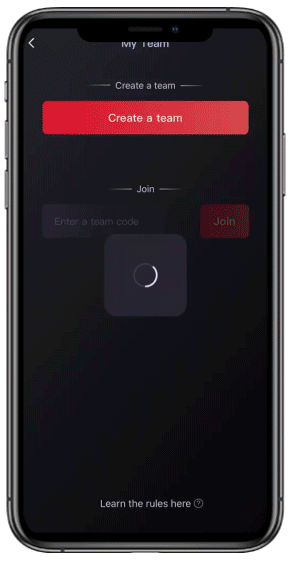 My Team
Create a team
Create a team
Join
Enter a team code
Join
Learn the rules here